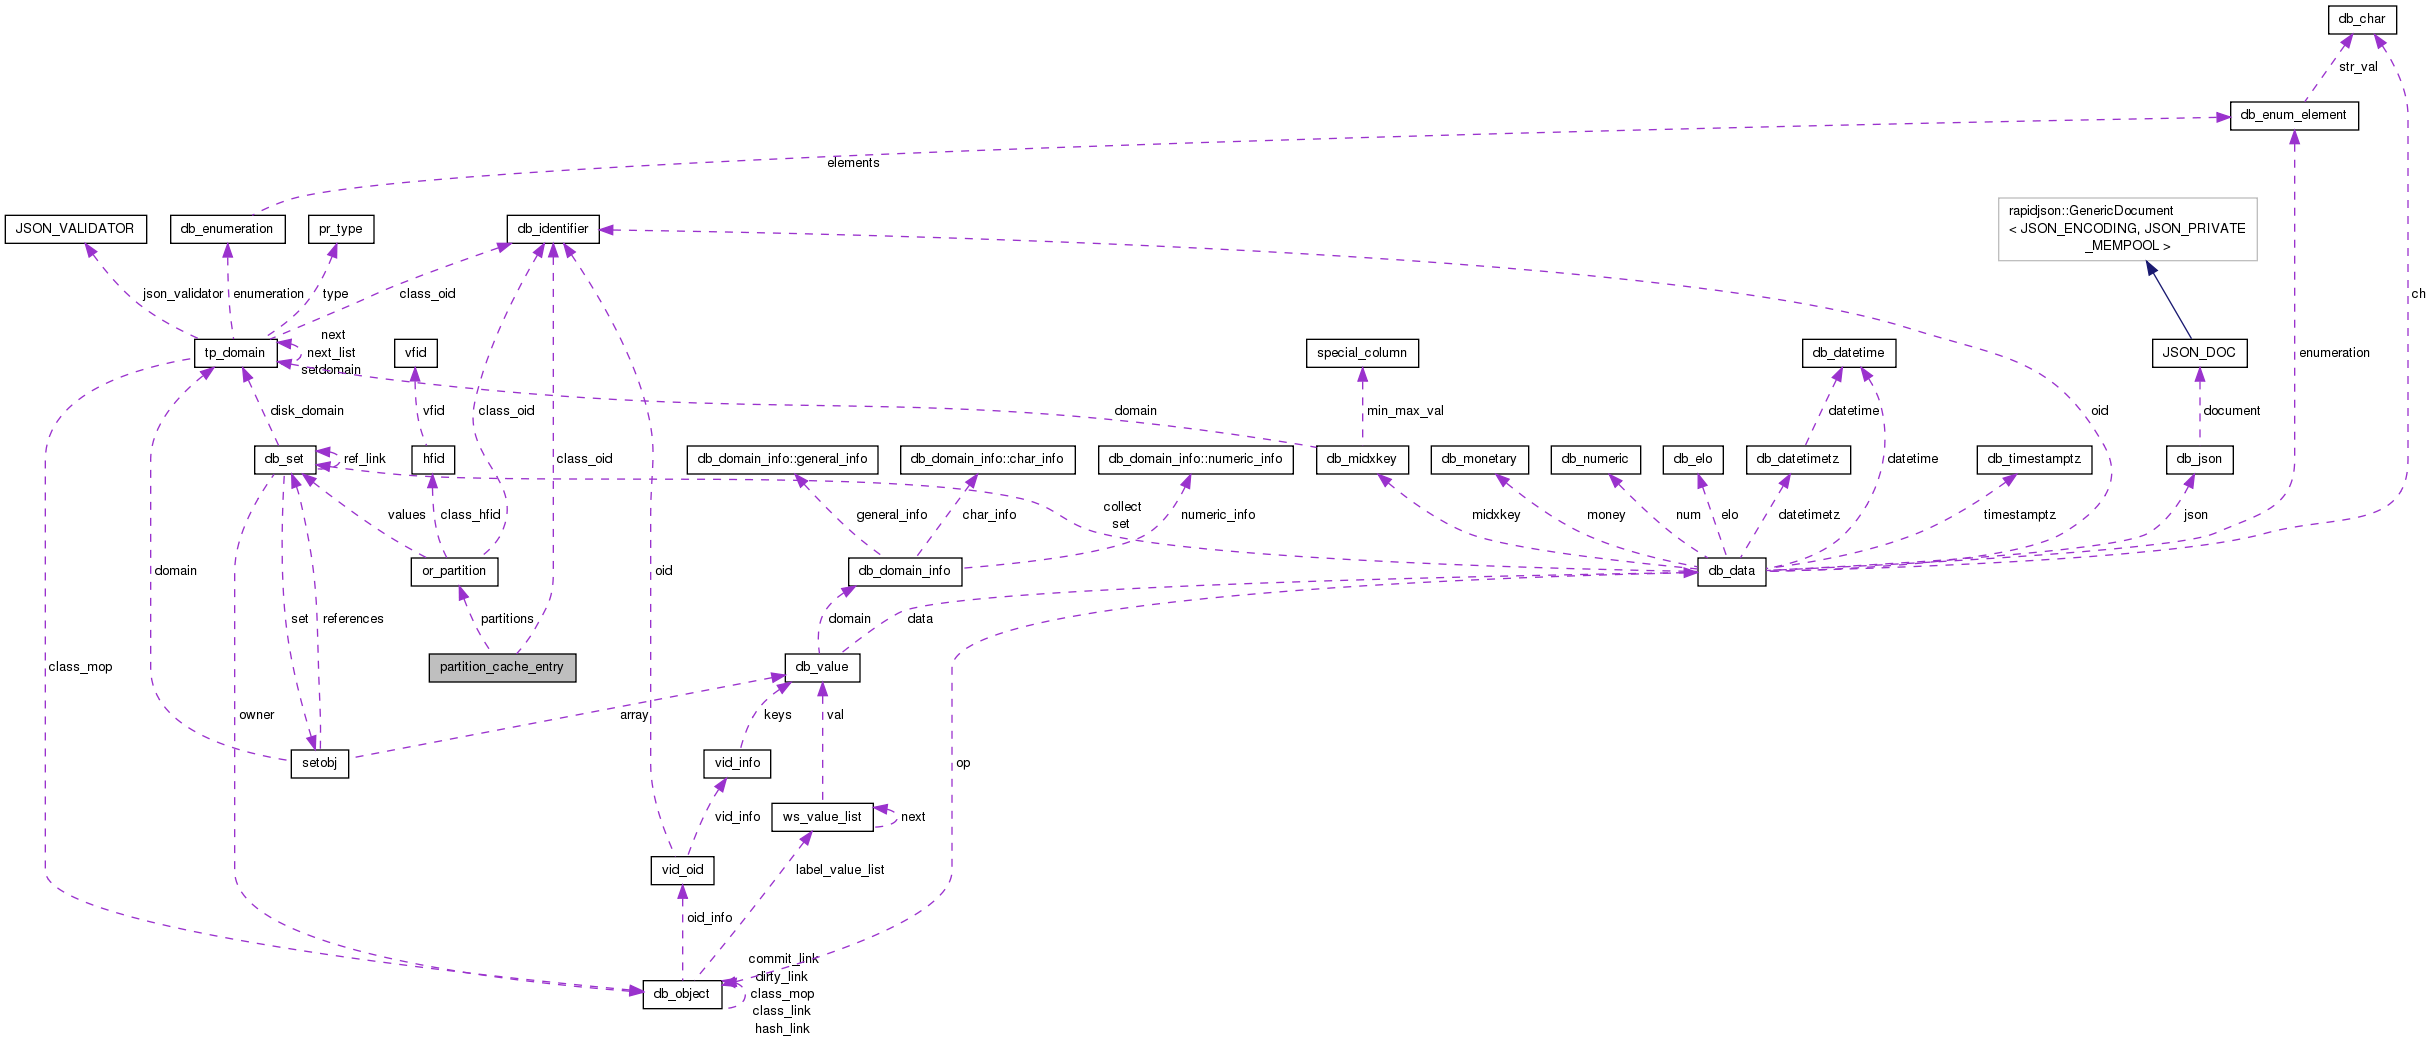 db_char
str_val
db_enum_element
elements
rapidjson::GenericDocument
< JSON_ENCODING, JSON_PRIVATE
_MEMPOOL >
JSON_VALIDATOR
db_enumeration
pr_type
db_identifier
json_validator
enumeration
type
class_oid
ch
next
next_list
setdomain
tp_domain
vfid
special_column
db_datetime
JSON_DOC
enumeration
disk_domain
vfid
class_oid
domain
min_max_val
datetime
oid
document
db_set
ref_link
hfid
class_oid
db_domain_info::general_info
db_domain_info::char_info
db_domain_info::numeric_info
db_midxkey
db_monetary
db_numeric
db_elo
db_datetimetz
datetime
db_timestamptz
db_json
values
class_hfid
general_info
char_info
collect
set
numeric_info
midxkey
money
num
elo
datetimetz
timestamptz
json
domain
or_partition
oid
db_domain_info
db_data
set
references
partitions
domain
data
class_mop
partition_cache_entry
db_value
owner
array
keys
val
setobj
vid_info
op
vid_info
ws_value_list
next
vid_oid
label_value_list
oid_info
commit_link
dirty_link
class_mop
class_link
hash_link
db_object